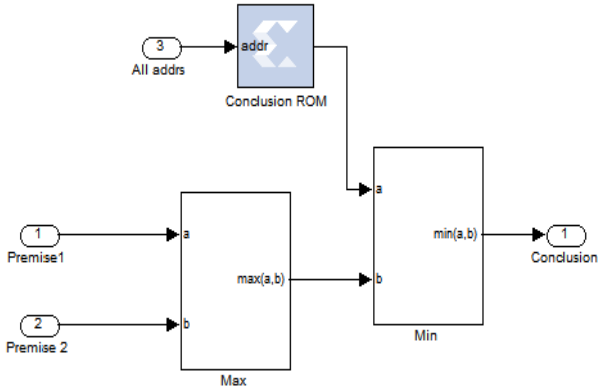 3
addr
All addrs
Conclusion ROM
a
1
a
min(a,b)
1
Premise1
Conclusion
max(a,b)
b
2
b
Premise 2
Min
Max